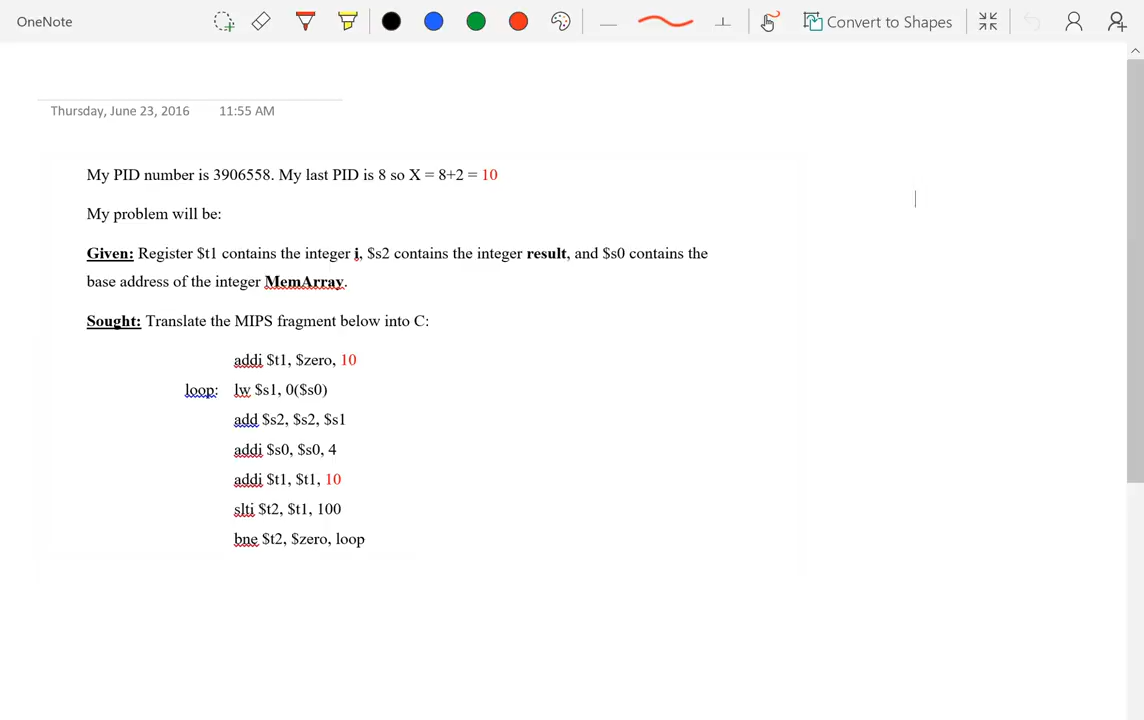 OneNote
Convert to Shapes
Thursday, June 23, 2016 11:55 AM
My PID number is 3906558. My last PID is 8 so X = 8+2 = 10
My problem will be:
Given: Register $t1 contains the integer i, $s2 contains the integer result, and $s0 contains the
base address of the integer MemArray.
Sought: Translate the MIPS fragment below into C:
addi $t1, $zero, 10
loop: lw $s1, 0($s0)
add $s2, $s2, $s1
addi $s0, $s0, 4
addi $t1, $t1, 10
slti $t2, $t1, 100
bne $t2, $zero, loop